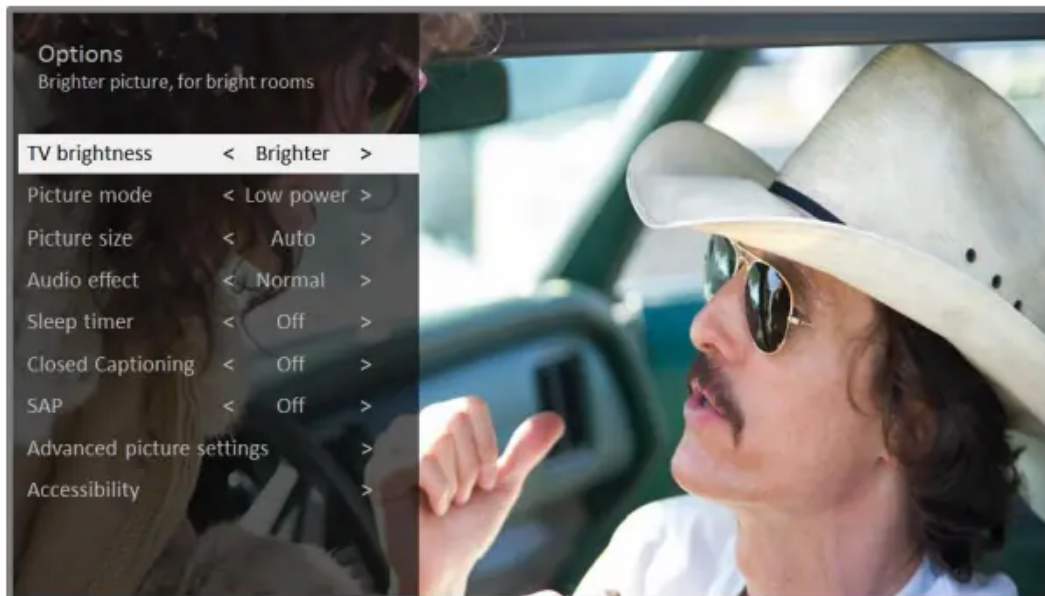 Options
Brighter picture, for bright rooms
TV brightness < Brighter >
Picture mode < Low power >
Picture size < Auto >
Audio effect < Normal >
Sleep timer < Off >
Closed Captioning < Off >
SAP < Off >
Advanced picture settings >
Accessibility >